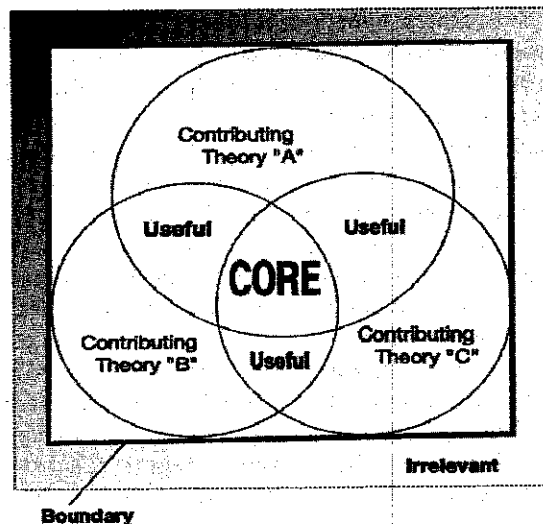 Contributing
Theory "A"
Useful
Useful
CORE
Contributing
Theory "B"
Contributing
Theory "C"
Useful
Irrelevant
Boundary